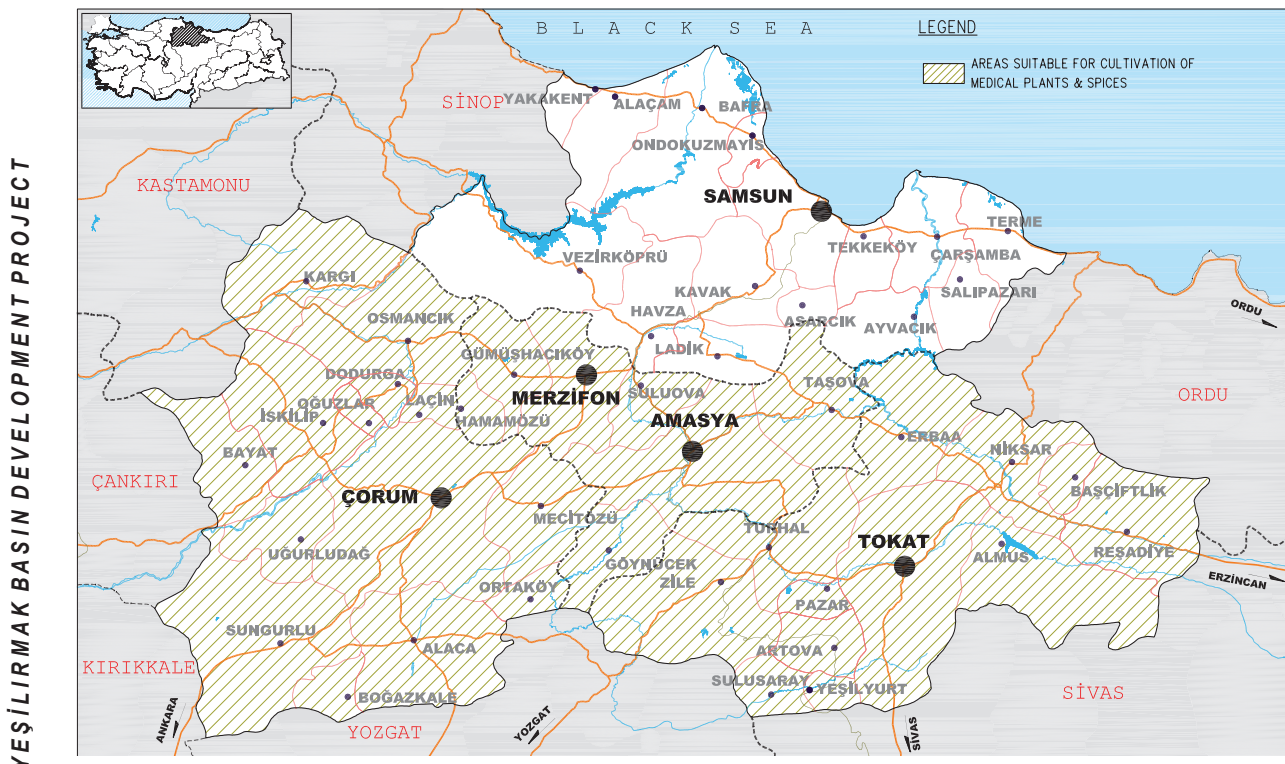 YEŞİLIRMAK BASIN DEVELOPMENT PROJECT
BLACK SEA
LEGEND
AREAS SUITABLE FOR CULTIVATION OF
MEDICAL PLANTS & SPICES
SİNOP
YAKAKENT
ALAÇAM
BAFRA
ONDOKUZMAYIS
KASTAMONU
SAMSUN
TERME
TEKKEKÖY
ÇARŞAMBA
VEZİRKÖPRÜ
KARGI
KAVAK
SALIPAZARI
ORDU
HAVZA
ASARCIK
AYVACIK
OSMANCIK
LADİK
GÜMÜŞHACIKÖY
DODURGA
MERZİFON
SULUOVA
TAŞOVA
ORDU
OĞUZLAR
LAÇİN
İSKİLİP
HAMAMÖZÜ
AMASYA
ERBAA
BAYAT
NİKSAR
ÇANKIRI
BAŞÇİFTLİK
ÇORUM
MECİTÖZÜ
TURHAL
TOKAT
UĞURLUDAĞ
GÖYNÜCEK
ALMUS
REŞADİYE
ZİLE
ERZİNCAN
ORTAKÖY
PAZAR
SUNGURLU
ALACA
ARTOVA
KIRIKKALE
SULUSARAY
YEŞİLYURT
SİVAS
BOĞAZKALE
ANKARA
YOZGAT
YOZGAT
SİVAS